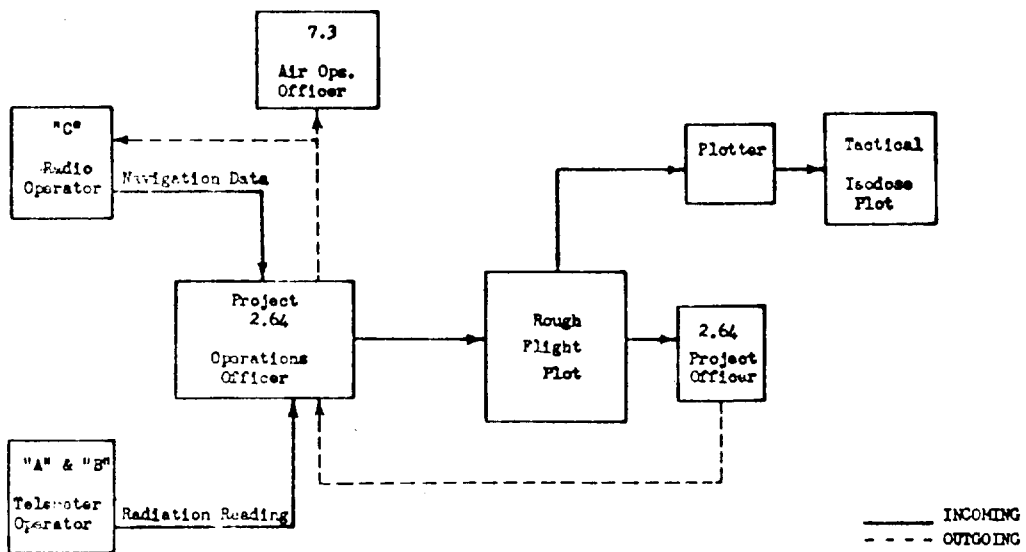 7.3
Air Ops.
Officer
"C"
Radio
Operator
Navigation Data
Plotter
Tactical
Isodose
Plot
Project
2.64
Operations
Officer
Rough
Flight
Plot
2.64
Project
Officer
"A" & "B"
Telemeter
Operator
Radiation Reading
INCOMING
OUTGOING